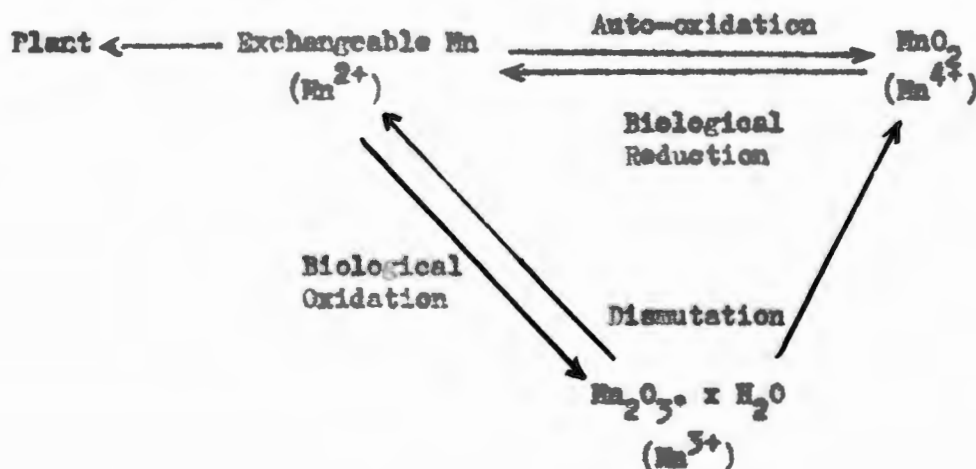 Auto-oxidation
Plant Exchangeable Mn MnO2
(Mn2+) (Mn4+)
Biological
Reduction
Biological
Oxidation
Dismutation
Mn2O3. x H2O
(Mn3+)